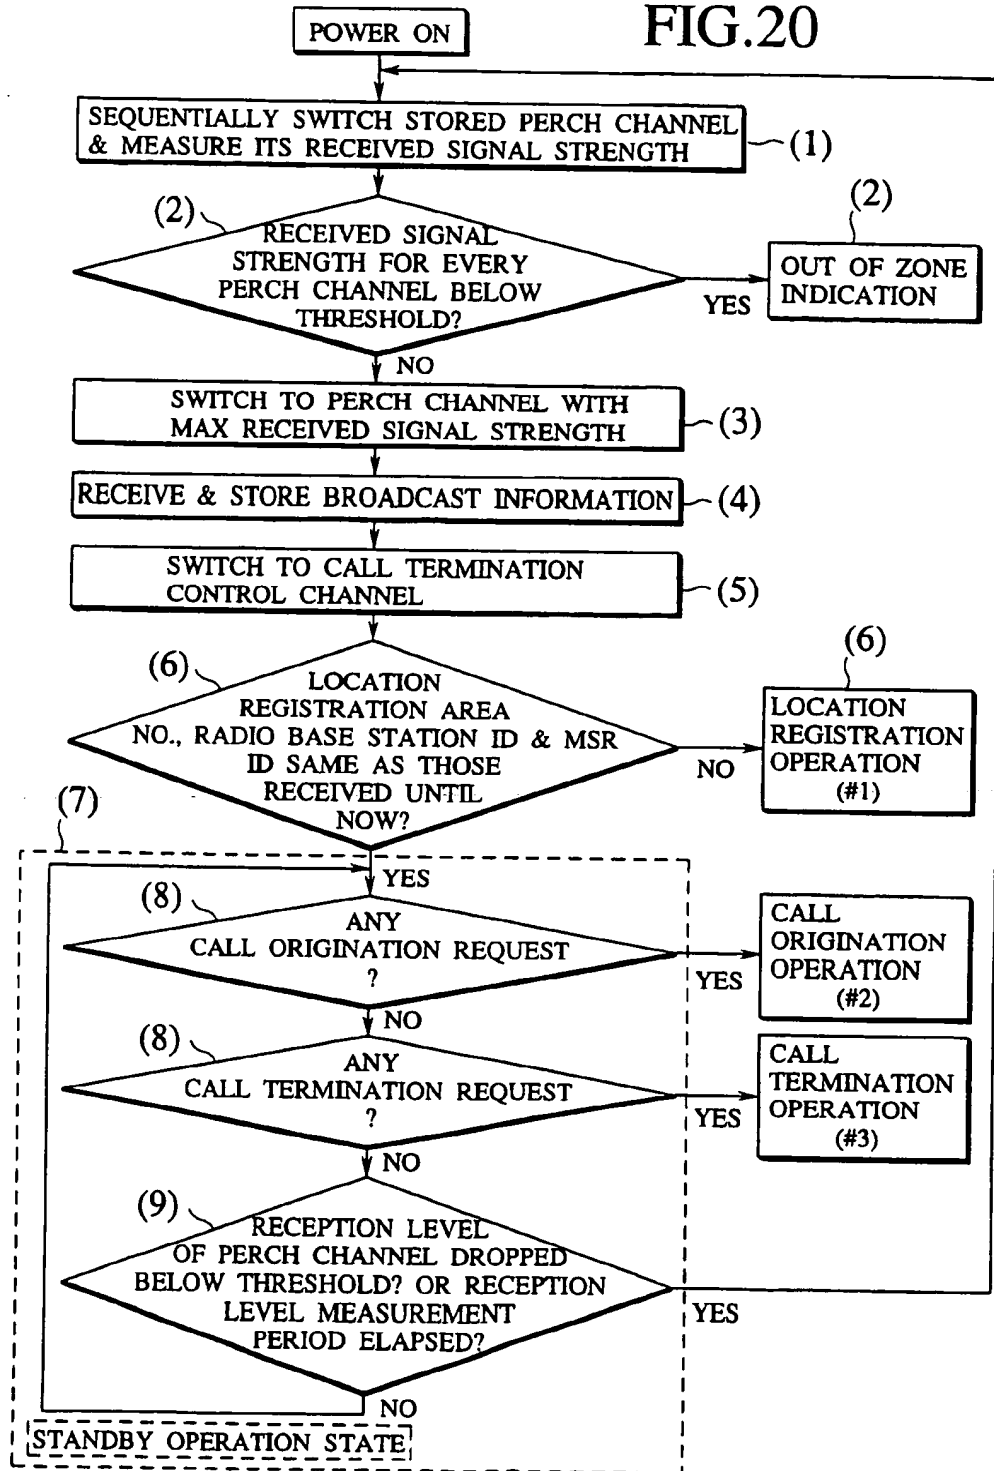 FIG.20
POWER ON
SEQUENTIALLY SWITCH STORED PERCH CHANNEL
& MEASURE ITS RECEIVED SIGNAL STRENGTH
(1)
(2)
RECEIVED SIGNAL
STRENGTH FOR EVERY
PERCH CHANNEL BELOW
THRESHOLD?
YES
(2)
OUT OF ZONE
INDICATION
NO
SWITCH TO PERCH CHANNEL WITH
MAX RECEIVED SIGNAL STRENGTH
(3)
RECEIVE & STORE BROADCAST INFORMATION
(4)
SWITCH TO CALL TERMINATION
CONTROL CHANNEL
(5)
(6)
LOCATION
REGISTRATION AREA
NO., RADIO BASE STATION ID & MSR
ID SAME AS THOSE
RECEIVED UNTIL
NOW?
NO
(6)
LOCATION
REGISTRATION
OPERATION
(#1)
(7)
YES
(8)
ANY
CALL ORIGINATION REQUEST
?
YES
CALL
ORIGINATION
OPERATION
(#2)
NO
(8)
ANY
CALL TERMINATION REQUEST
?
YES
CALL
TERMINATION
OPERATION
(#3)
NO
(9)
RECEPTION LEVEL
OF PERCH CHANNEL DROPPED
BELOW THRESHOLD? OR RECEPTION
LEVEL MEASUREMENT
PERIOD ELAPSED?
YES
NO
STANDBY OPERATION STATE